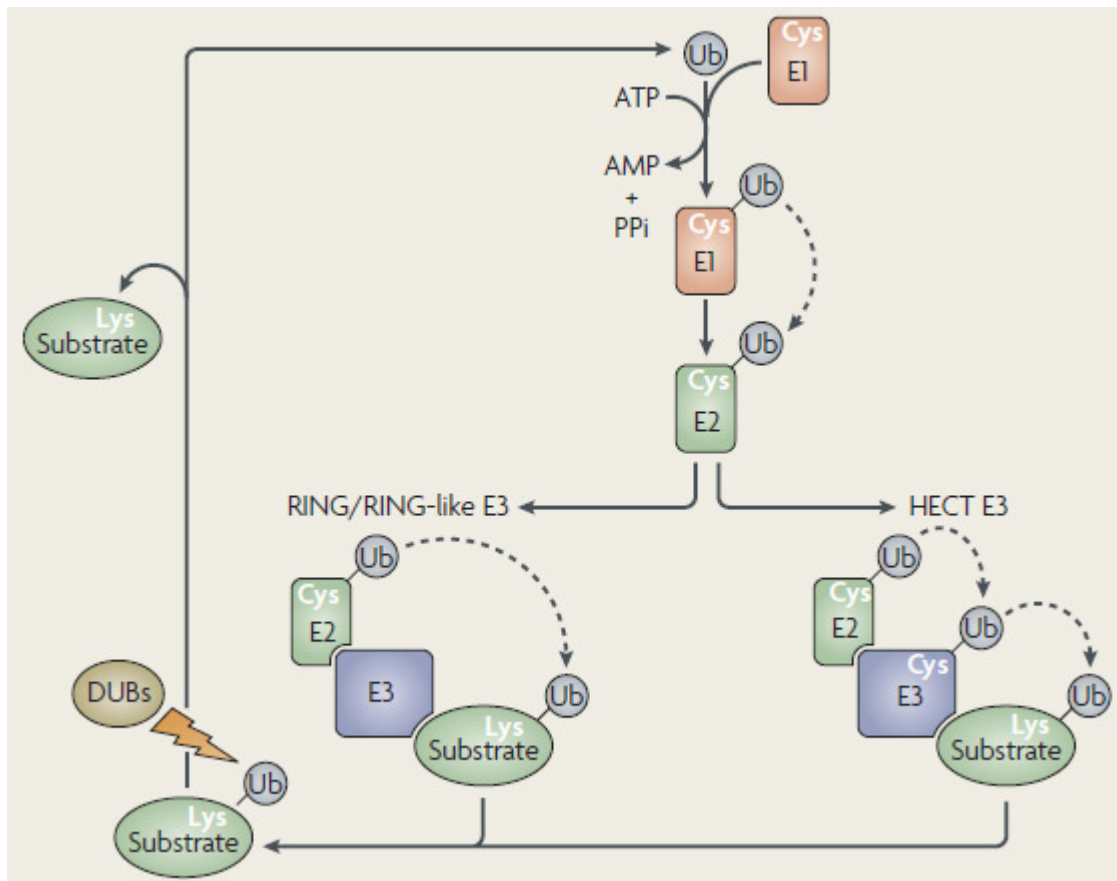 Cys
Ub
E1
ATP
AMP
+
PPi
Ub
Cys
E1
Lys
Substrate
Ub
Cys
E2
RING/RING-like E3
HECT E3
Ub
Cys
E2
E3
Ub
Lys
Substrate
Ub
Cys
E2
Ub
Cys
E3
Ub
Lys
Substrate
DUBs
Ub
Lys
Substrate